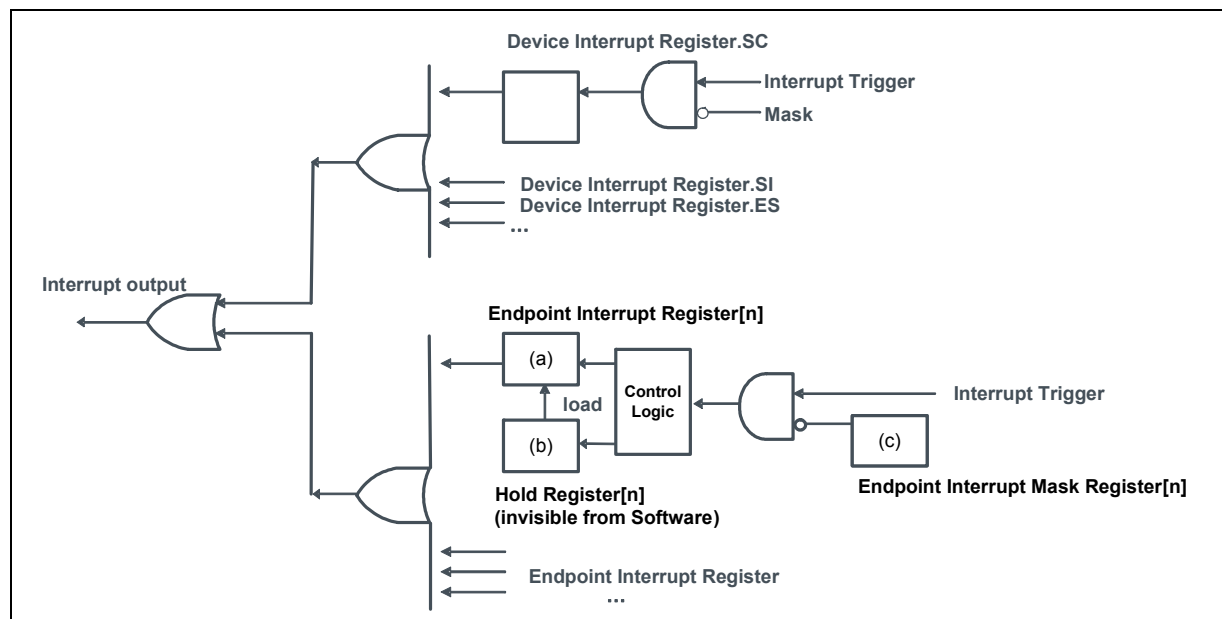 Device Interrupt Register.SC
Interrupt Trigger
Mask
Device Interrupt Register.SI
Device Interrupt Register.ES
...
Interrupt output
Endpoint Interrupt Register[n]
(a)
Control
Logic
Interrupt Trigger
load
(b)
(c)
Hold Register[n]
(invisible from Software)
Endpoint Interrupt Mask Register[n]
Endpoint Interrupt Register
...